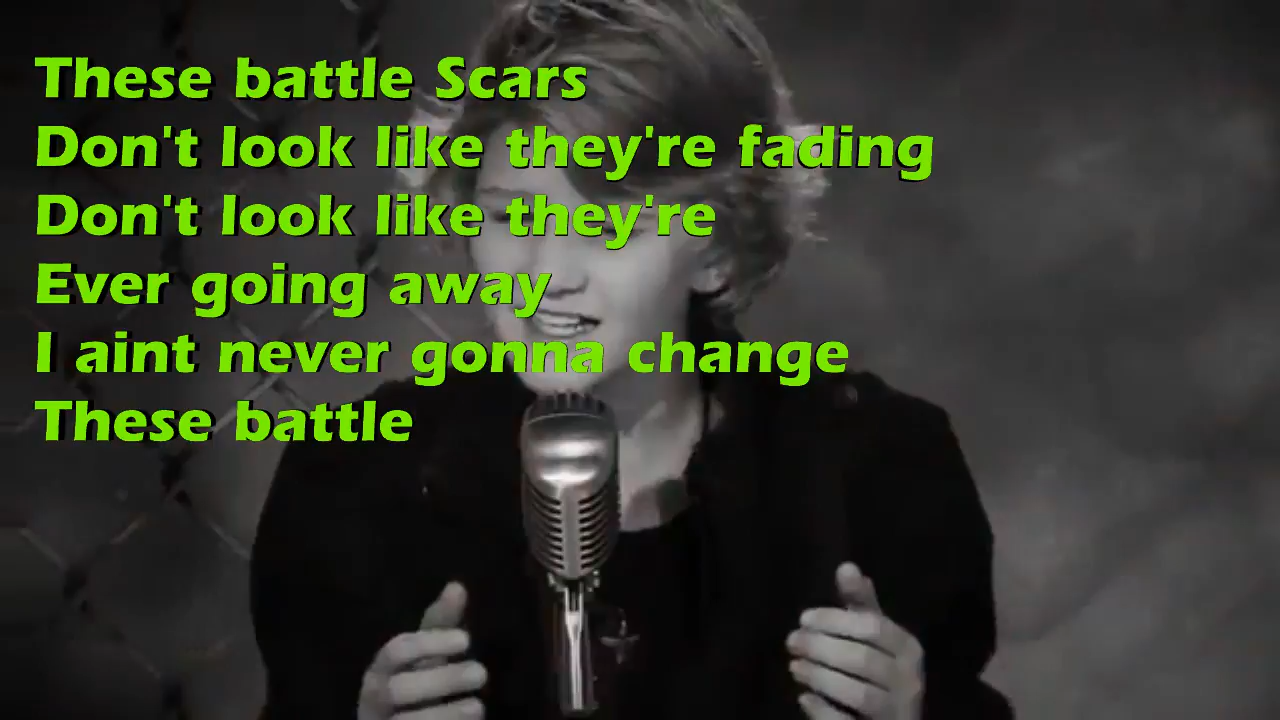 These battle Scars
Don't look like they're fading
Don't look like they're
Ever going away
I aint never gonna change
These battle